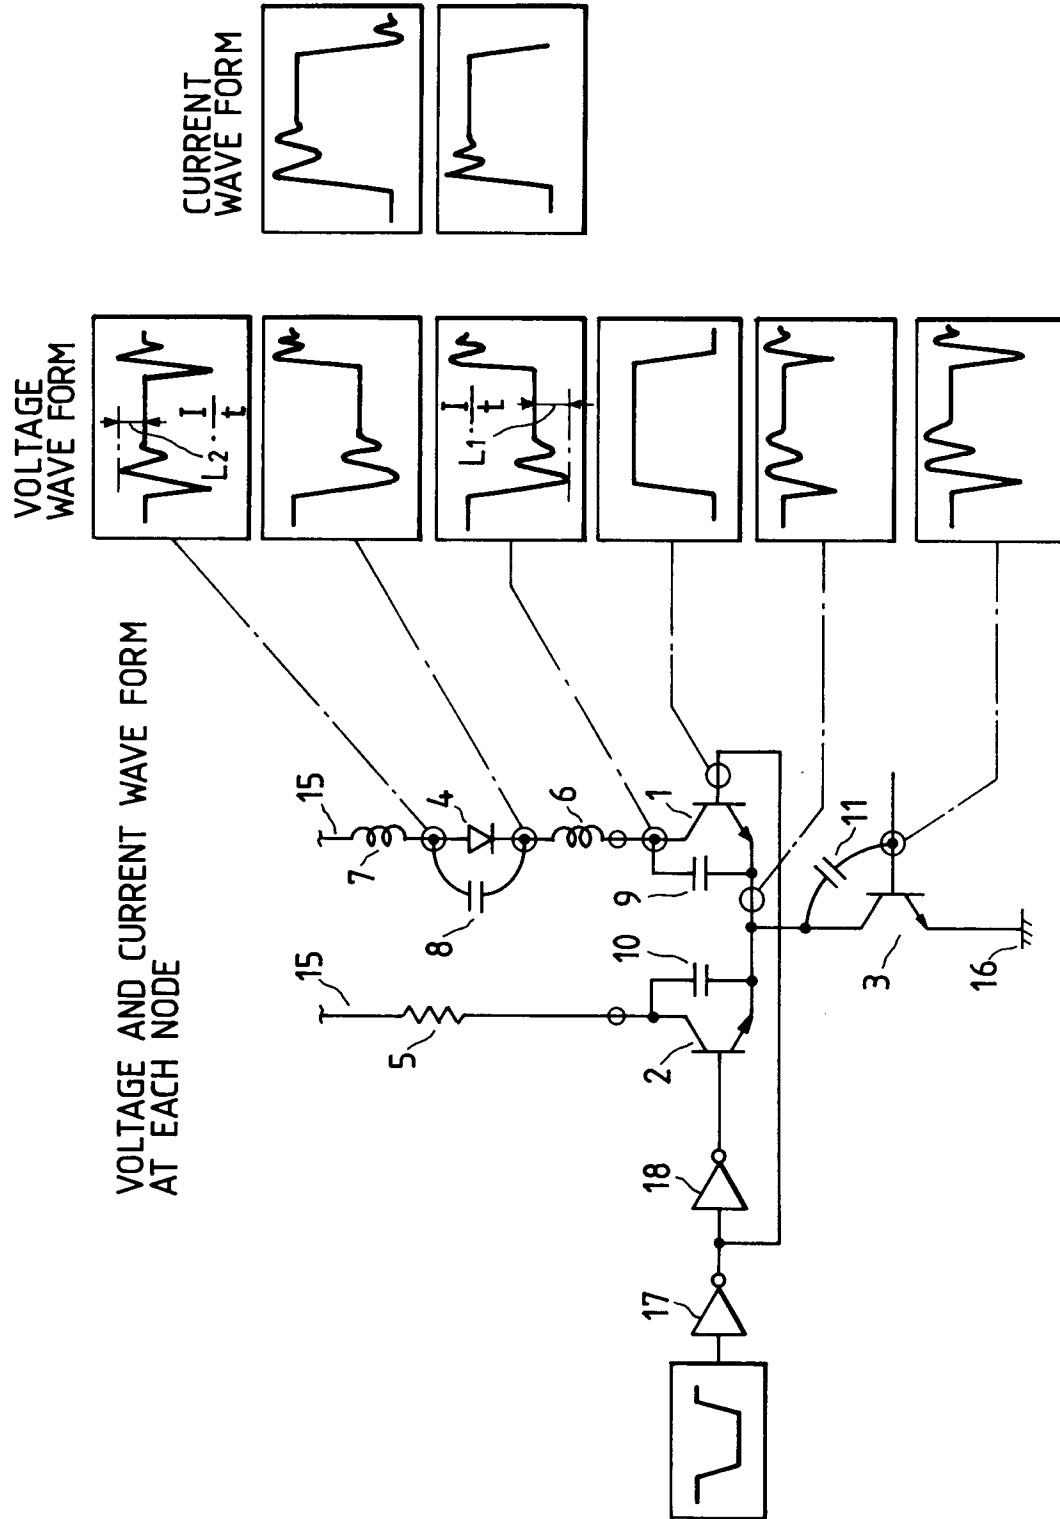 VOLTAGE AND CURRENT WAVE FORM
AT EACH NODE
VOLTAGE
WAVE FORM
CURRENT
WAVE FORM
L2 · I/t
L1 · I/t
15
7
4
8
6
15
5
10
9
1
2
11
3
16
17
18